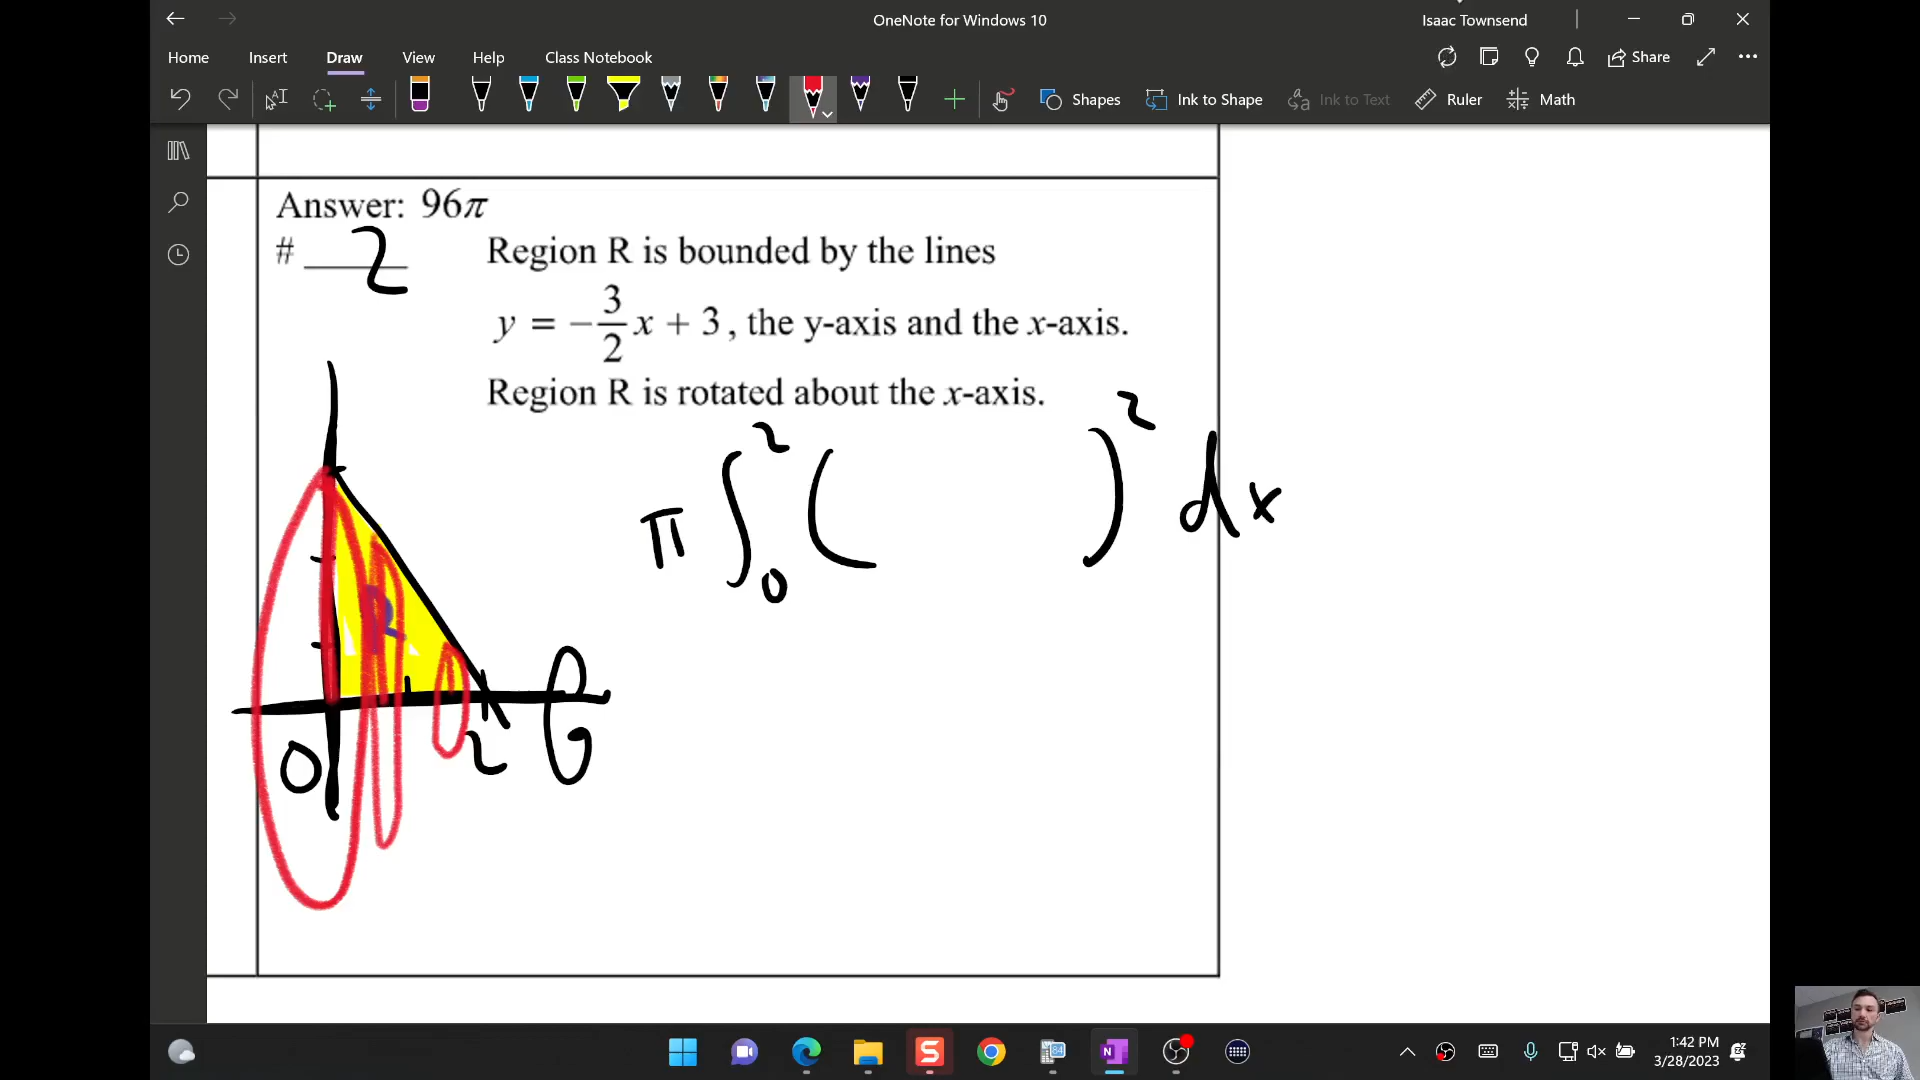 OneNote for Windows 10
Isaac Townsend
Home Insert Draw View Help Class Notebook
Share
Shapes Ink to Shape Ink to Text Ruler Math
Answer: 96π
# 2 Region R is bounded by the lines
y = -3/2 x + 3, the y-axis and the x-axis.
Region R is rotated about the x-axis.
π ∫₀² ( )² dx
R
0 2
1:42 PM
3/28/2023